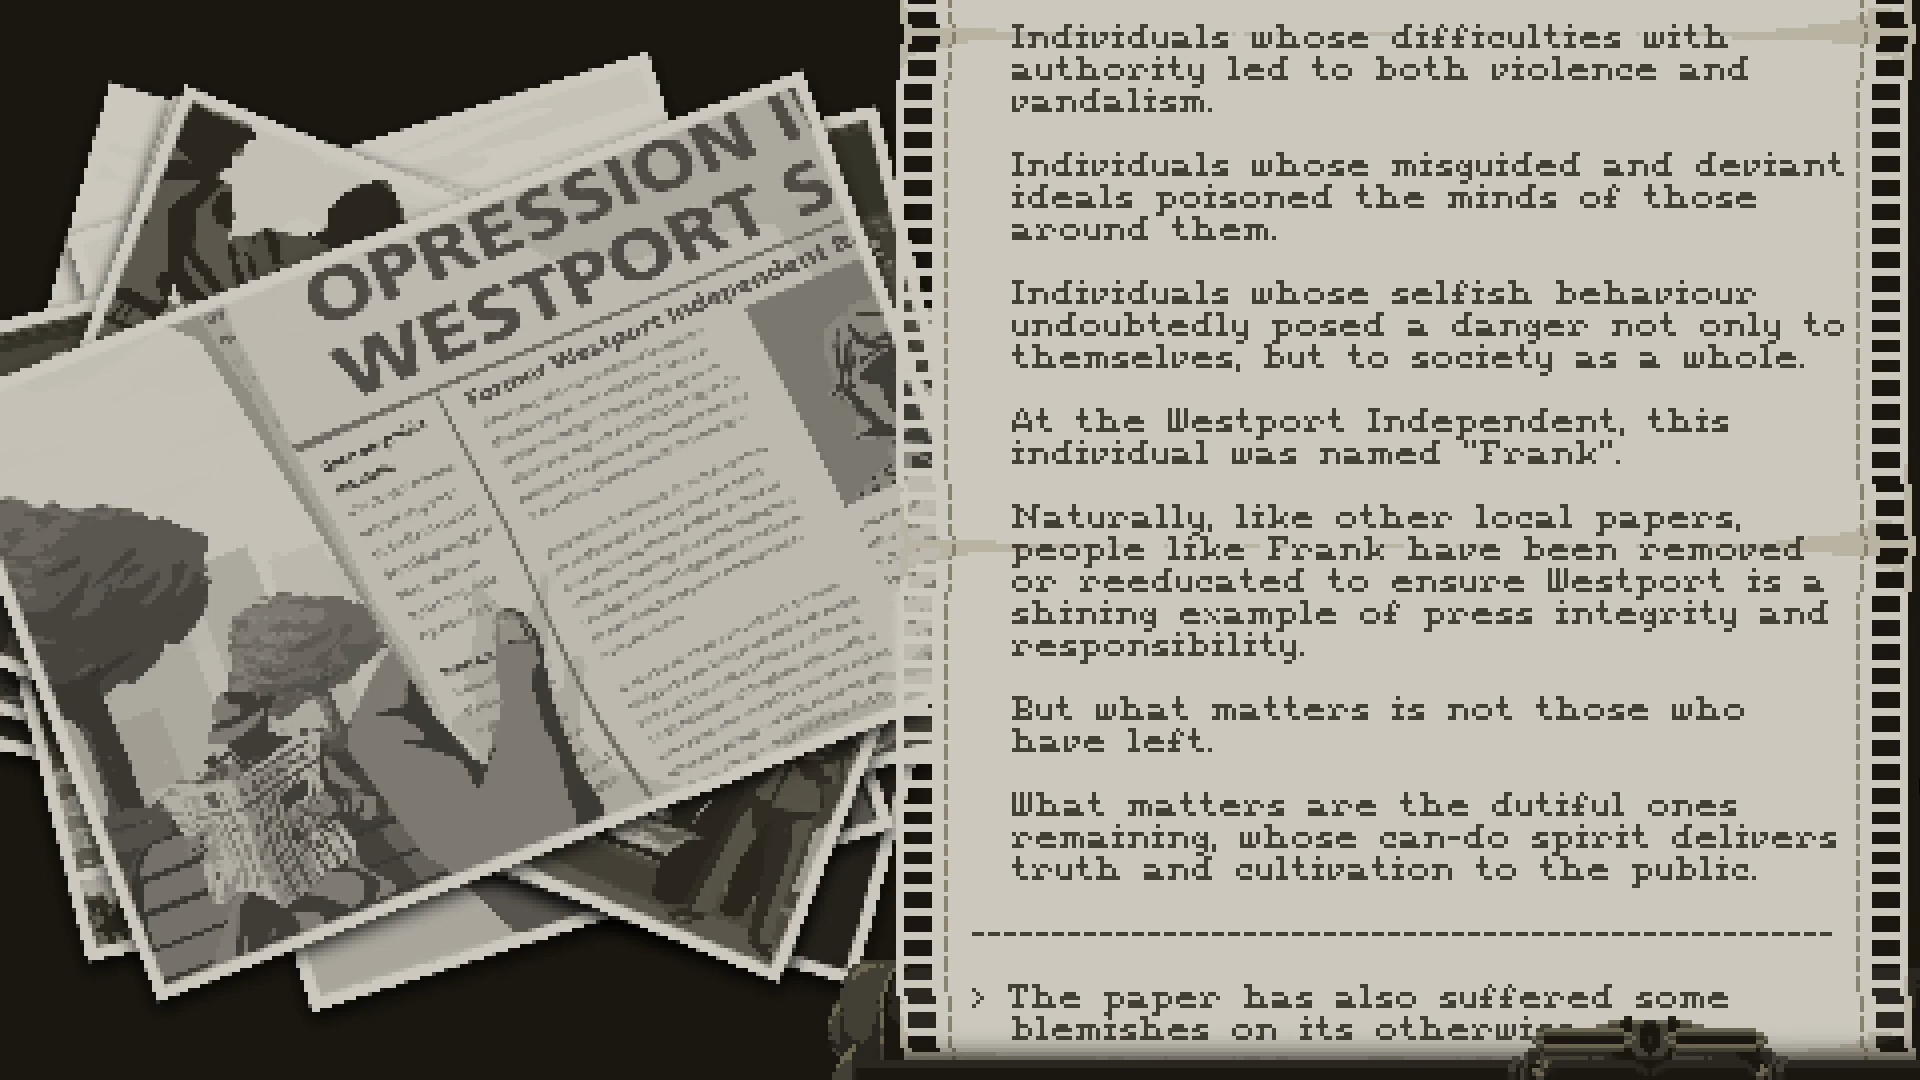 OPRESSION I
WESTPORT S
Former Westport Independent a
Individuals whose difficulties with
authority led to both violence and
vandalism.
Individuals whose misguided and deviant
ideals poisoned the minds of those
around them.
Individuals whose selfish behaviour
undoubtedly posed a danger not only to
themselves, but to society as a whole.
At the Westport Independent, this
individual was named "Frank".
Naturally, like other local papers,
people like Frank have been removed
or reeducated to ensure Westport is a
shining example of press integrity and
responsibility.
But what matters is not those who
have left.
What matters are the dutiful ones
remaining, whose can-do spirit delivers
truth and cultivation to the public.
> The paper has also suffered some
blemishes on its otherwise